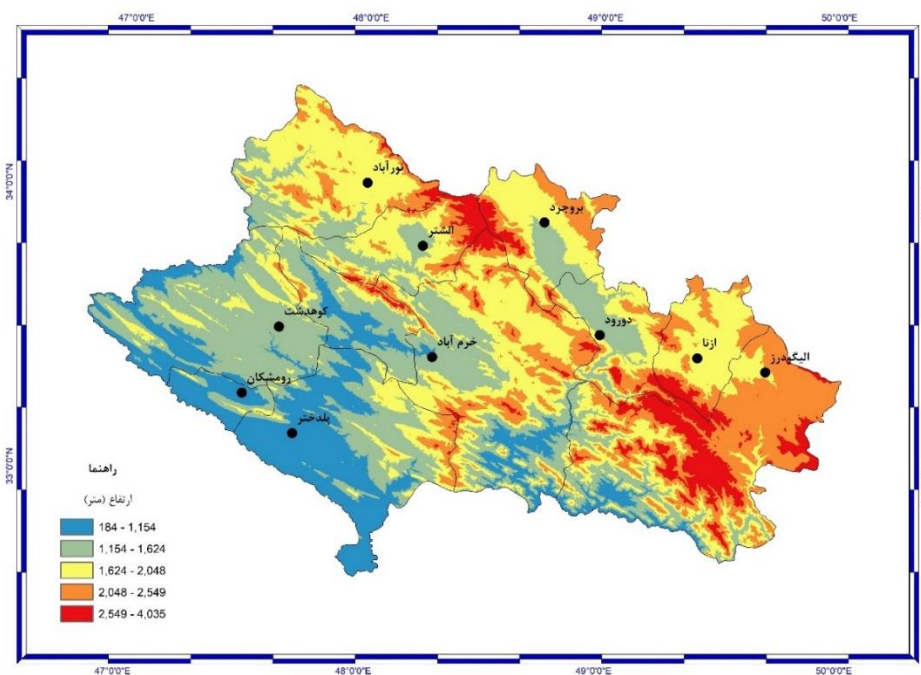 47°0'0"E 48°0'0"E 49°0'0"E 50°0'0"E
34°0'0"N
نورآباد
بروجرد
الشتر
کوهدشت
دورود
خرم آباد
ازنا
الیگودرز
رومشکان
پلدختر
33°0'0"N
راهنما
ارتفاع (متر)
184 - 1,154
1,154 - 1,624
1,624 - 2,048
2,048 - 2,549
2,549 - 4,035
47°0'0"E 48°0'0"E 49°0'0"E 50°0'0"E